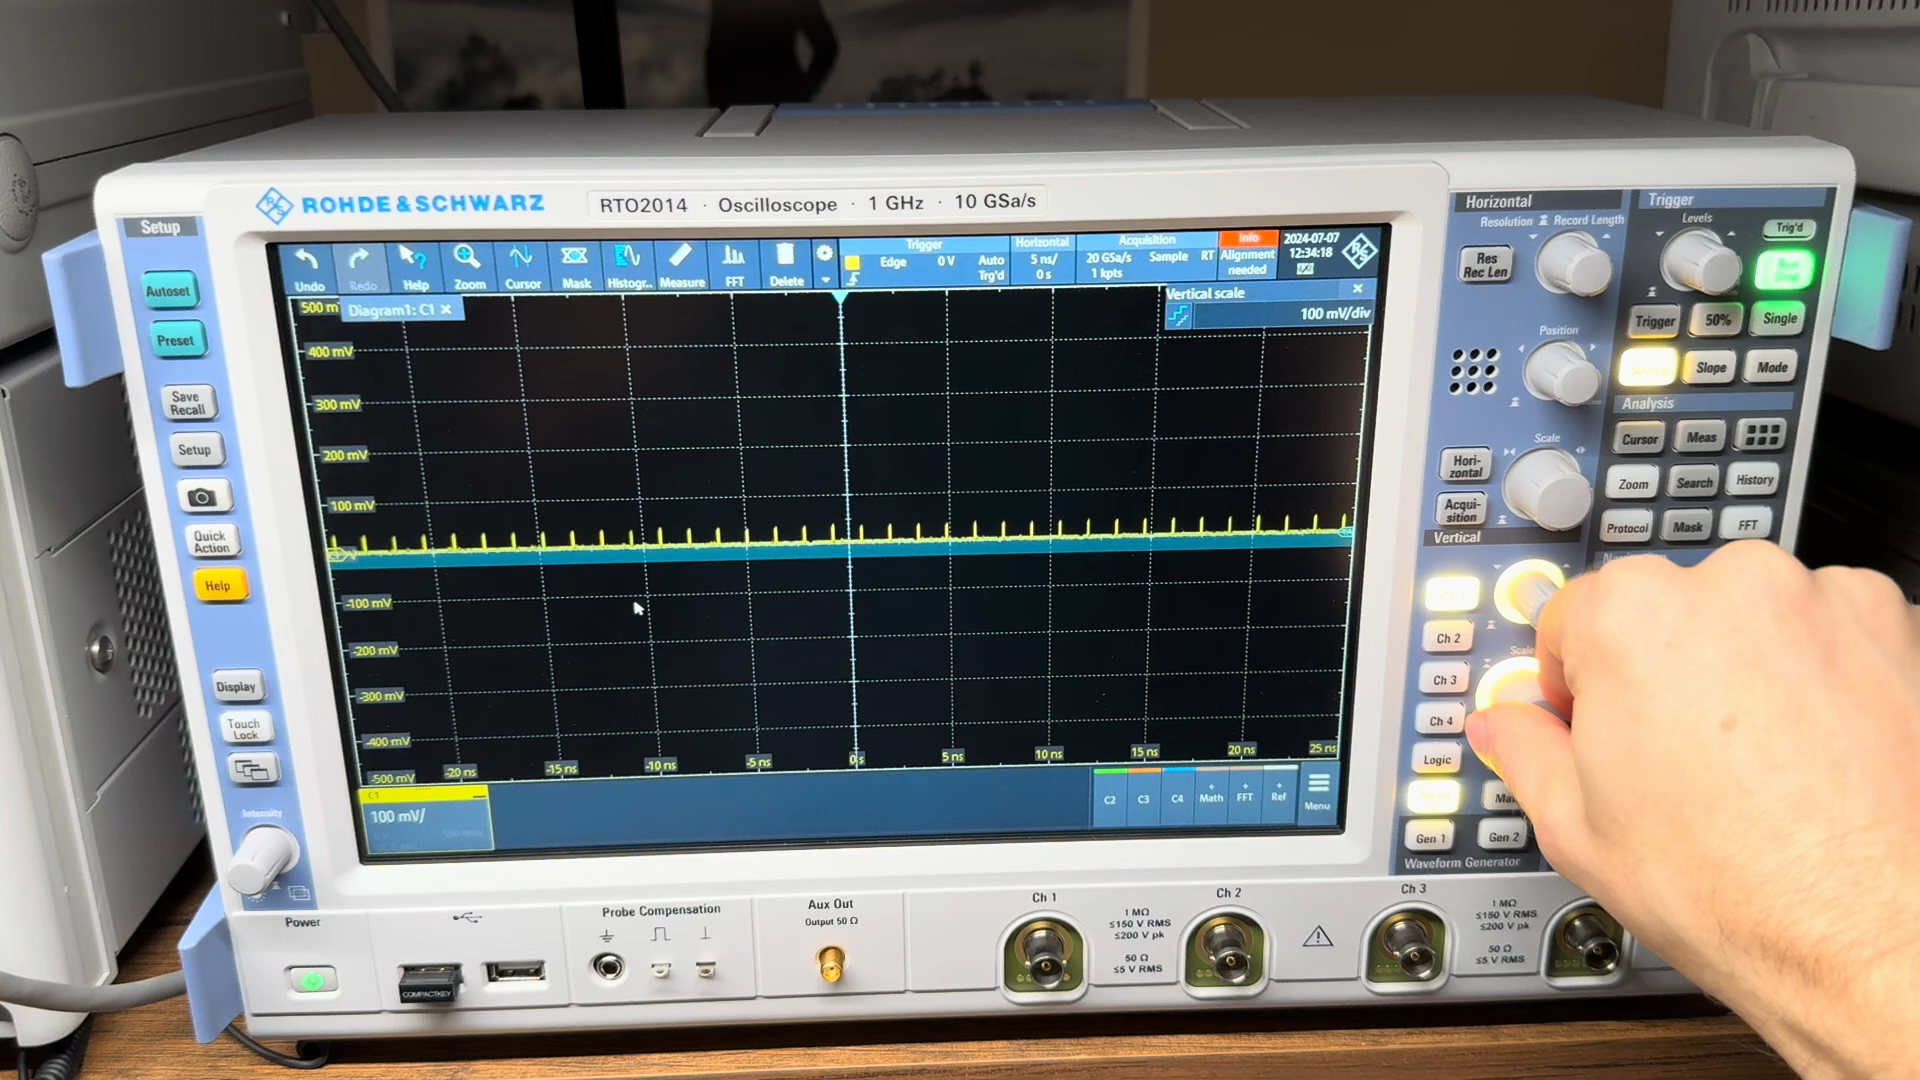 ROHDE & SCHWARZ
RTO2014 · Oscilloscope · 1 GHz · 10 GSa/s
Setup
Autoset
Preset
Save
Recall
Setup
Quick
Action
Help
Display
Touch
Lock
Intensity
Undo
Redo
Help
Zoom
Cursor
Mask
Histogr..
Measure
FFT
Delete
Trigger
Edge 0 V Auto
Trg'd
Horizontal
5 ns/
0 s
Acquisition
20 GSa/s Sample RT
1 kpts
Info
Alignment
needed
2024-07-07
12:34:18
Diagram1: C1
Vertical scale
100 mV/div
500 m
400 mV
300 mV
200 mV
100 mV
-100 mV
-200 mV
-300 mV
-400 mV
-500 mV
-20 ns
-15 ns
-10 ns
-5 ns
0 s
5 ns
10 ns
15 ns
20 ns
25 ns
C1
100 mV/
C2
C3
C4
+
Math
+
FFT
+
Ref
Menu
Horizontal
Resolution Record Length
Res
Rec Len
Position
Scale
Hori-
zontal
Acqui-
sition
Trigger
Levels
Trig'd
Trigger
50%
Single
Slope
Mode
Analysis
Cursor
Meas
Zoom
Search
History
Protocol
Mask
FFT
Vertical
Ch 2
Scale
Ch 3
Ch 4
Logic
Gen 1
Gen 2
Waveform Generator
Power
COMPACTKEY
Probe Compensation
Aux Out
Output 50 Ω
Ch 1
1 MΩ
≤150 V RMS
≤200 V pk
50 Ω
≤5 V RMS
Ch 2
Ch 3
1 MΩ
≤150 V RMS
≤200 V pk
50 Ω
≤5 V RMS